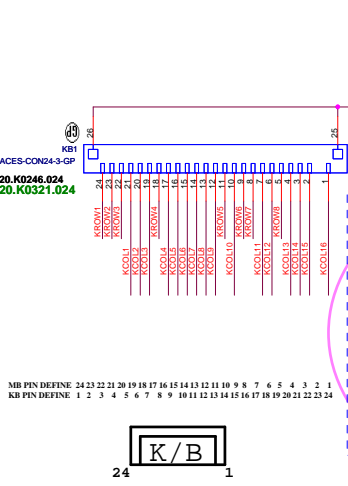 d9
26
25
KB1
ACES-CON24-3-GP
20.K0246.024
20.K0321.024
24 23 22 21 20 19 18 17 16 15 14 13 12 11 10 9 8 7 6 5 4 3 2 1
KROW1 KROW2 KROW3 KROW4 KROW5 KROW6 KROW7 KROW8
KCOL1 KCOL2 KCOL3 KCOL4 KCOL5 KCOL6 KCOL7 KCOL8 KCOL9 KCOL10 KCOL11 KCOL12 KCOL13 KCOL14 KCOL15 KCOL16
MB PIN DEFINE 24 23 22 21 20 19 18 17 16 15 14 13 12 11 10 9 8 7 6 5 4 3 2 1
KB PIN DEFINE 1 2 3 4 5 6 7 8 9 10 11 12 13 14 15 16 17 18 19 20 21 22 23 24
K/B
24 1